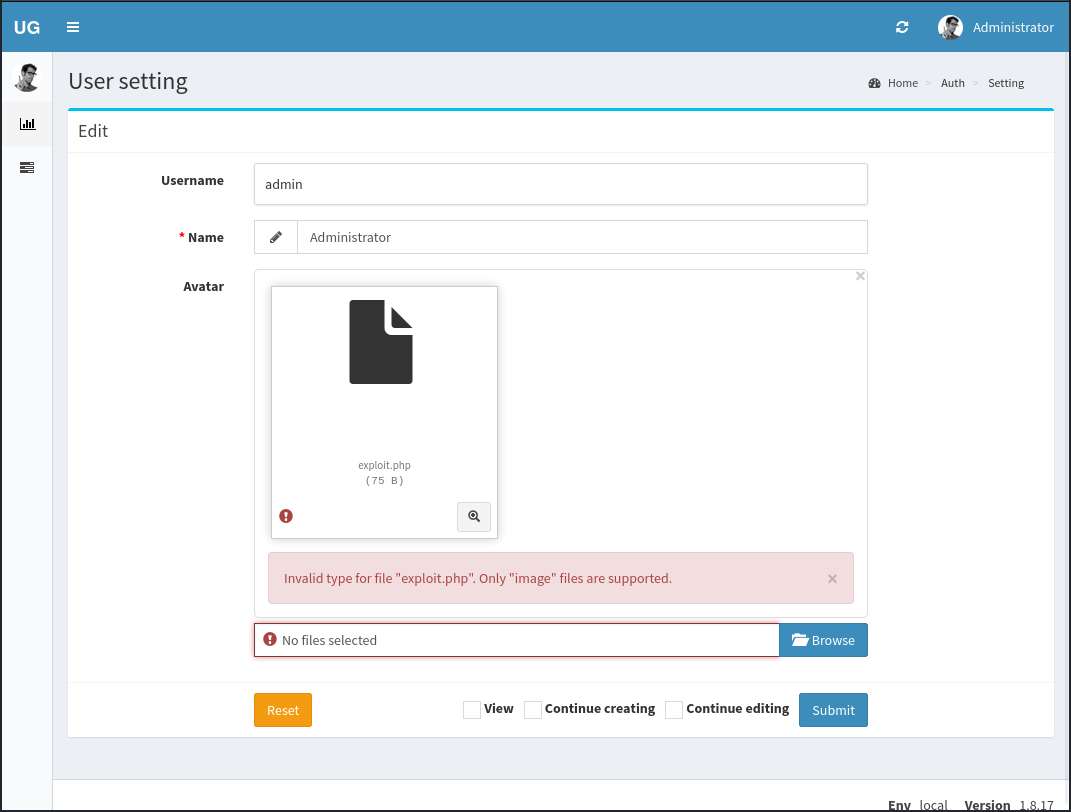 UG
Administrator
User setting
Home > Auth > Setting
Edit
Username
admin
* Name
Administrator
Avatar
×
exploit.php
(75 B)
Invalid type for file "exploit.php". Only "image" files are supported.
×
No files selected
Browse
Reset
View
Continue creating
Continue editing
Submit
Env local Version 1.8.17